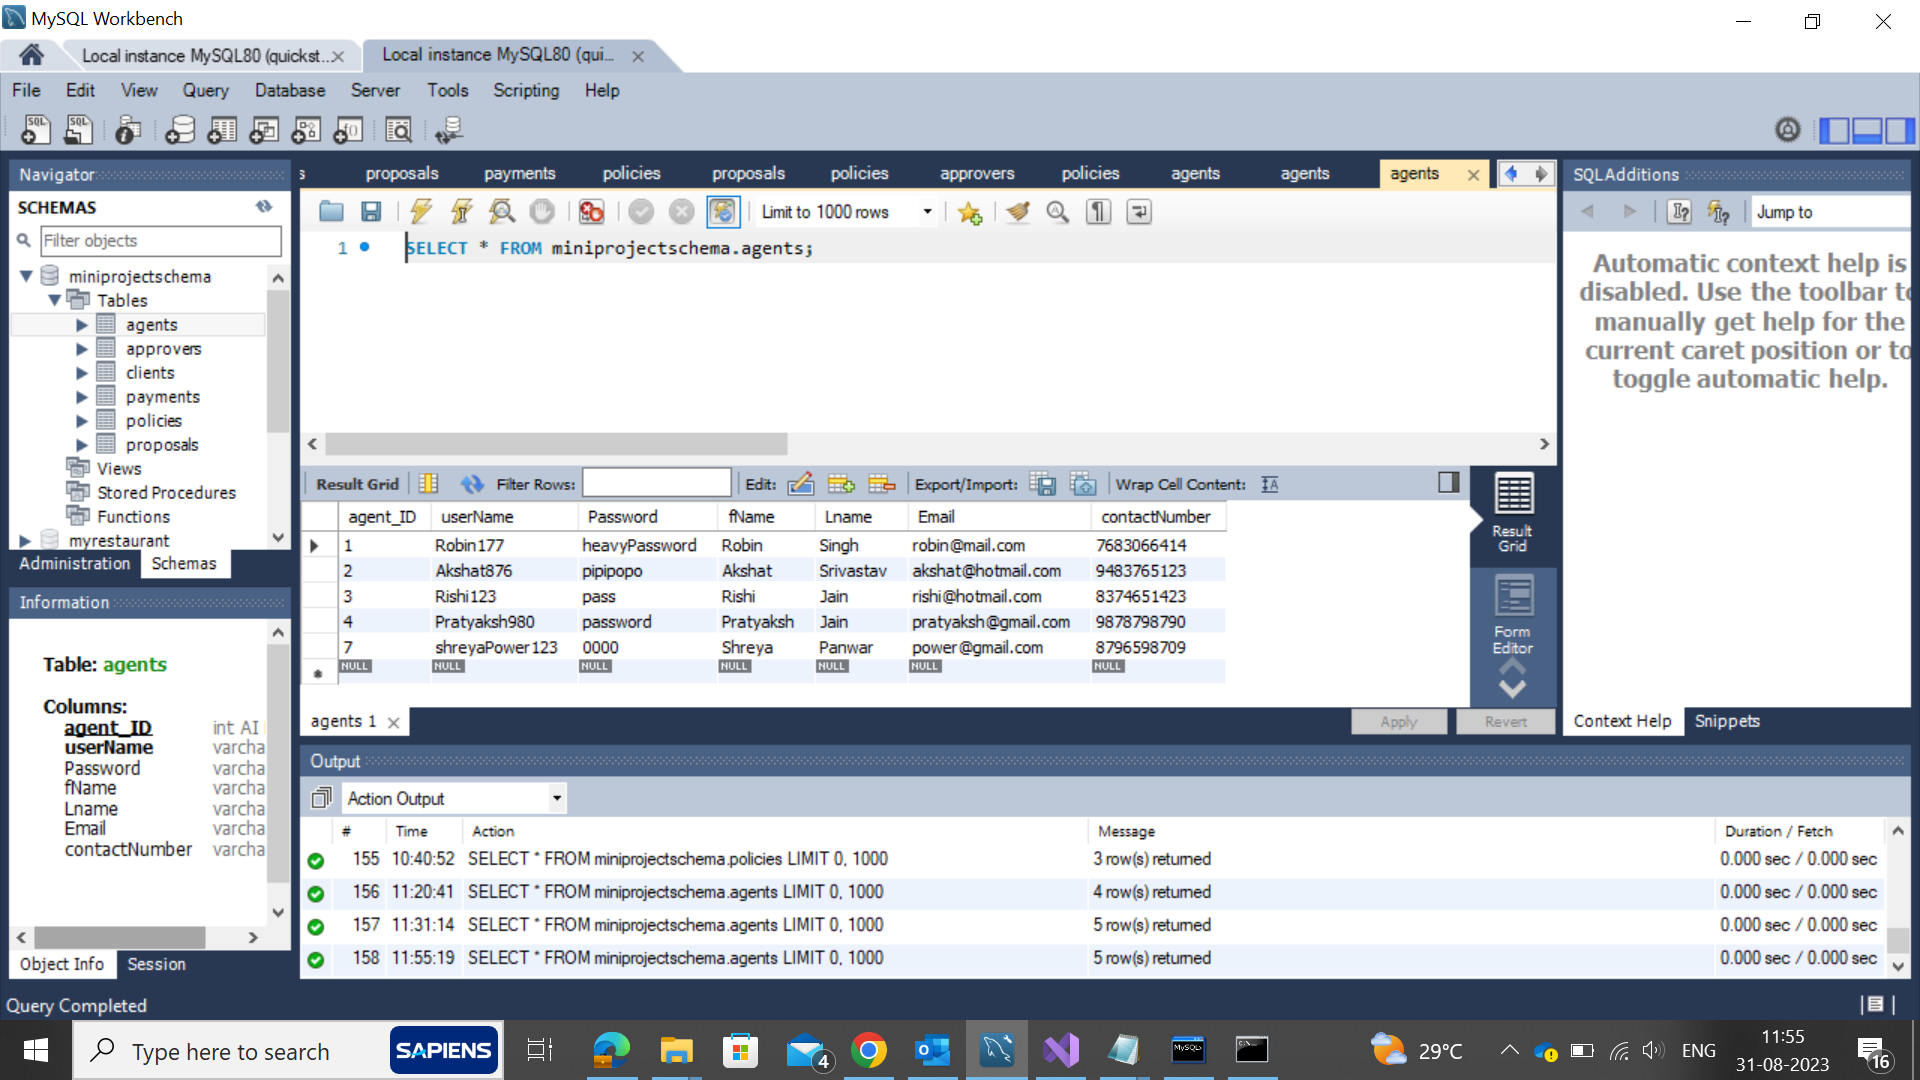 MySQL Workbench
Local instance MySQL80 (quickst...
Local instance MySQL80 (qui...
File Edit View Query Database Server Tools Scripting Help
Navigator
SCHEMAS
Filter objects
miniprojectschema
Tables
agents
approvers
clients
payments
policies
proposals
Views
Stored Procedures
Functions
myrestaurant
Administration Schemas
Information
Table: agents
Columns:
agent_ID int AI
userName varcha
Password varcha
fName varcha
Lname varcha
Email varcha
contactNumber varcha
Object Info Session
s proposals payments policies proposals policies approvers policies agents agents agents
Limit to 1000 rows
1 SELECT * FROM miniprojectschema.agents;
Result Grid Filter Rows: Edit: Export/Import: Wrap Cell Content:
agent_ID userName Password fName Lname Email contactNumber
1 Robin177 heavyPassword Robin Singh robin@mail.com 7683066414
2 Akshat876 pipipopo Akshat Srivastav akshat@hotmail.com 9483765123
3 Rishi123 pass Rishi Jain rishi@hotmail.com 8374651423
4 Pratyaksh980 password Pratyaksh Jain pratyaksh@gmail.com 9878798790
7 shreyaPower123 0000 Shreya Panwar power@gmail.com 8796598709
NULL NULL NULL NULL NULL NULL NULL
Result
Grid
Form
Editor
agents 1
Apply Revert
SQLAdditions
Jump to
Automatic context help is
disabled. Use the toolbar to
manually get help for the
current caret position or to
toggle automatic help.
Context Help Snippets
Output
Action Output
# Time Action Message Duration / Fetch
155 10:40:52 SELECT * FROM miniprojectschema.policies LIMIT 0, 1000 3 row(s) returned 0.000 sec / 0.000 sec
156 11:20:41 SELECT * FROM miniprojectschema.agents LIMIT 0, 1000 4 row(s) returned 0.000 sec / 0.000 sec
157 11:31:14 SELECT * FROM miniprojectschema.agents LIMIT 0, 1000 5 row(s) returned 0.000 sec / 0.000 sec
158 11:55:19 SELECT * FROM miniprojectschema.agents LIMIT 0, 1000 5 row(s) returned 0.000 sec / 0.000 sec
Query Completed
Type here to search
SAPIENS
4
29°C
ENG
11:55
31-08-2023
16